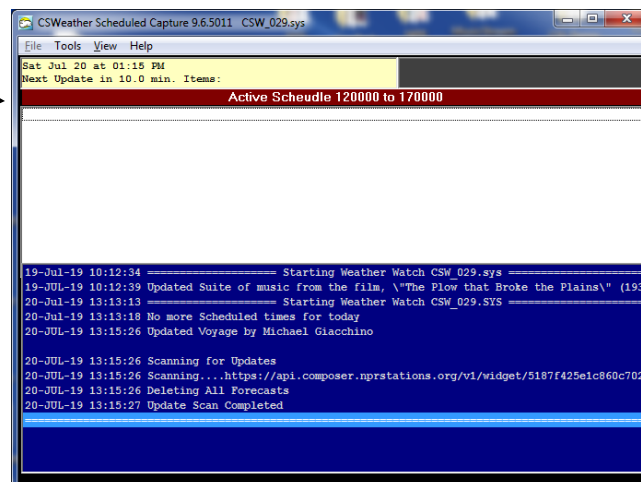 CSWeather Scheduled Capture 9.6.5011 CSW_029.sys
File Tools View Help
Sat Jul 20 at 01:15 PM
Next Update in 10.0 min. Items:
Active Scheudle 120000 to 170000
19-Jul-19 10:12:34 =================== Starting Weather Watch CSW_029.sys ====================
19-JUL-19 10:12:39 Updated Suite of music from the film, \"The Plow that Broke the Plains\" (193
20-Jul-19 13:13:13 =================== Starting Weather Watch CSW_029.SYS ====================
20-Jul-19 13:13:18 No more Scheduled times for today
20-JUL-19 13:15:26 Updated Voyage by Michael Giacchino
20-JUL-19 13:15:26 Scanning for Updates
20-JUL-19 13:15:26 Scanning....https://api.composer.nprstations.org/v1/widget/5187f425e1c860c702
20-JUL-19 13:15:26 Deleting All Forecasts
20-JUL-19 13:15:27 Update Scan Completed